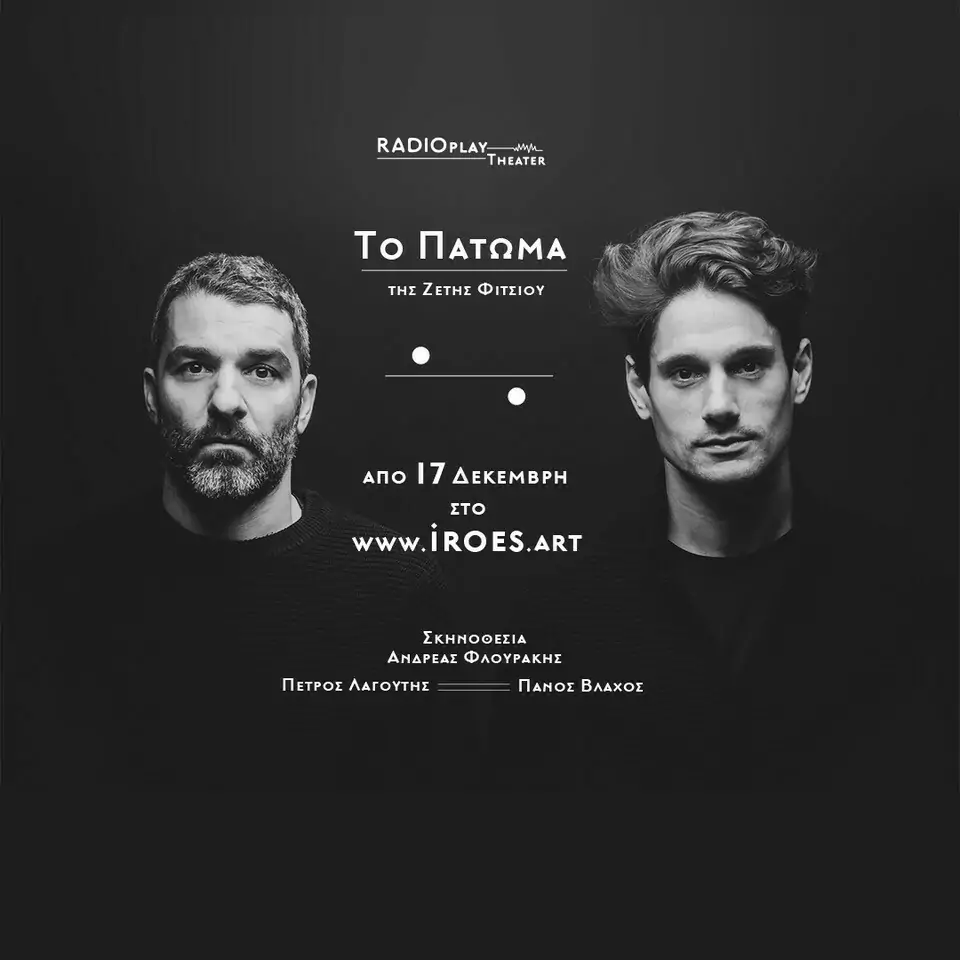 RADIOPLAY
THEATER
ΤΟ ΠΑΤΩΜΑ
ΤΗΣ ΖΕΤΗΣ ΦΙΤΣΙΟΥ
ΑΠΟ 17 ΔΕΚΕΜΒΡΗ
ΣΤΟ
www.iROES.ART
ΣΚΗΝΟΘΕΣΙΑ
ΑΝΔΡΕΑΣ ΦΛΟΥΡΑΚΗΣ
ΠΕΤΡΟΣ ΛΑΓΟΥΤΗΣ ΠΑΝΟΣ ΒΛΑΧΟΣ